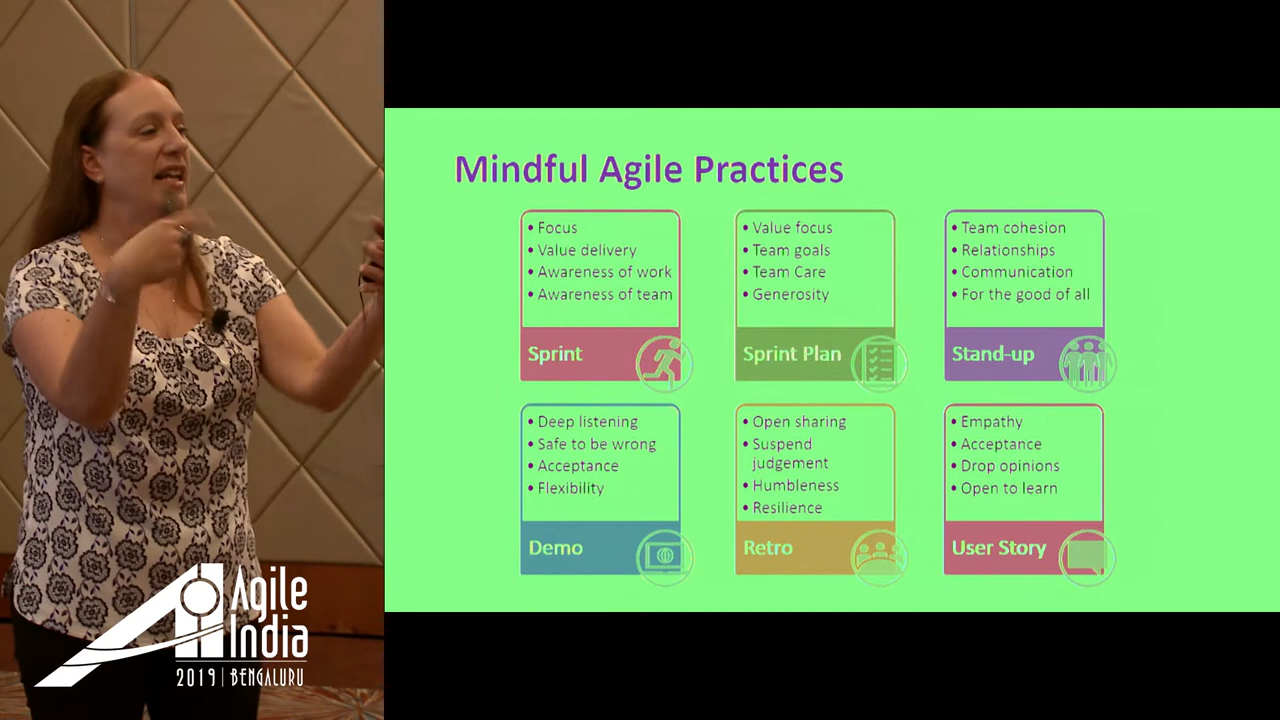 Mindful Agile Practices
• Focus
• Value delivery
• Awareness of work
• Awareness of team
Sprint
• Value focus
• Team goals
• Team Care
• Generosity
Sprint Plan
• Team cohesion
• Relationships
• Communication
• For the good of all
Stand-up
• Deep listening
• Safe to be wrong
• Acceptance
• Flexibility
Demo
• Open sharing
• Suspend
judgement
• Humbleness
• Resilience
Retro
• Empathy
• Acceptance
• Drop opinions
• Open to learn
User Story
Agile
India
2019 | BENGALURU